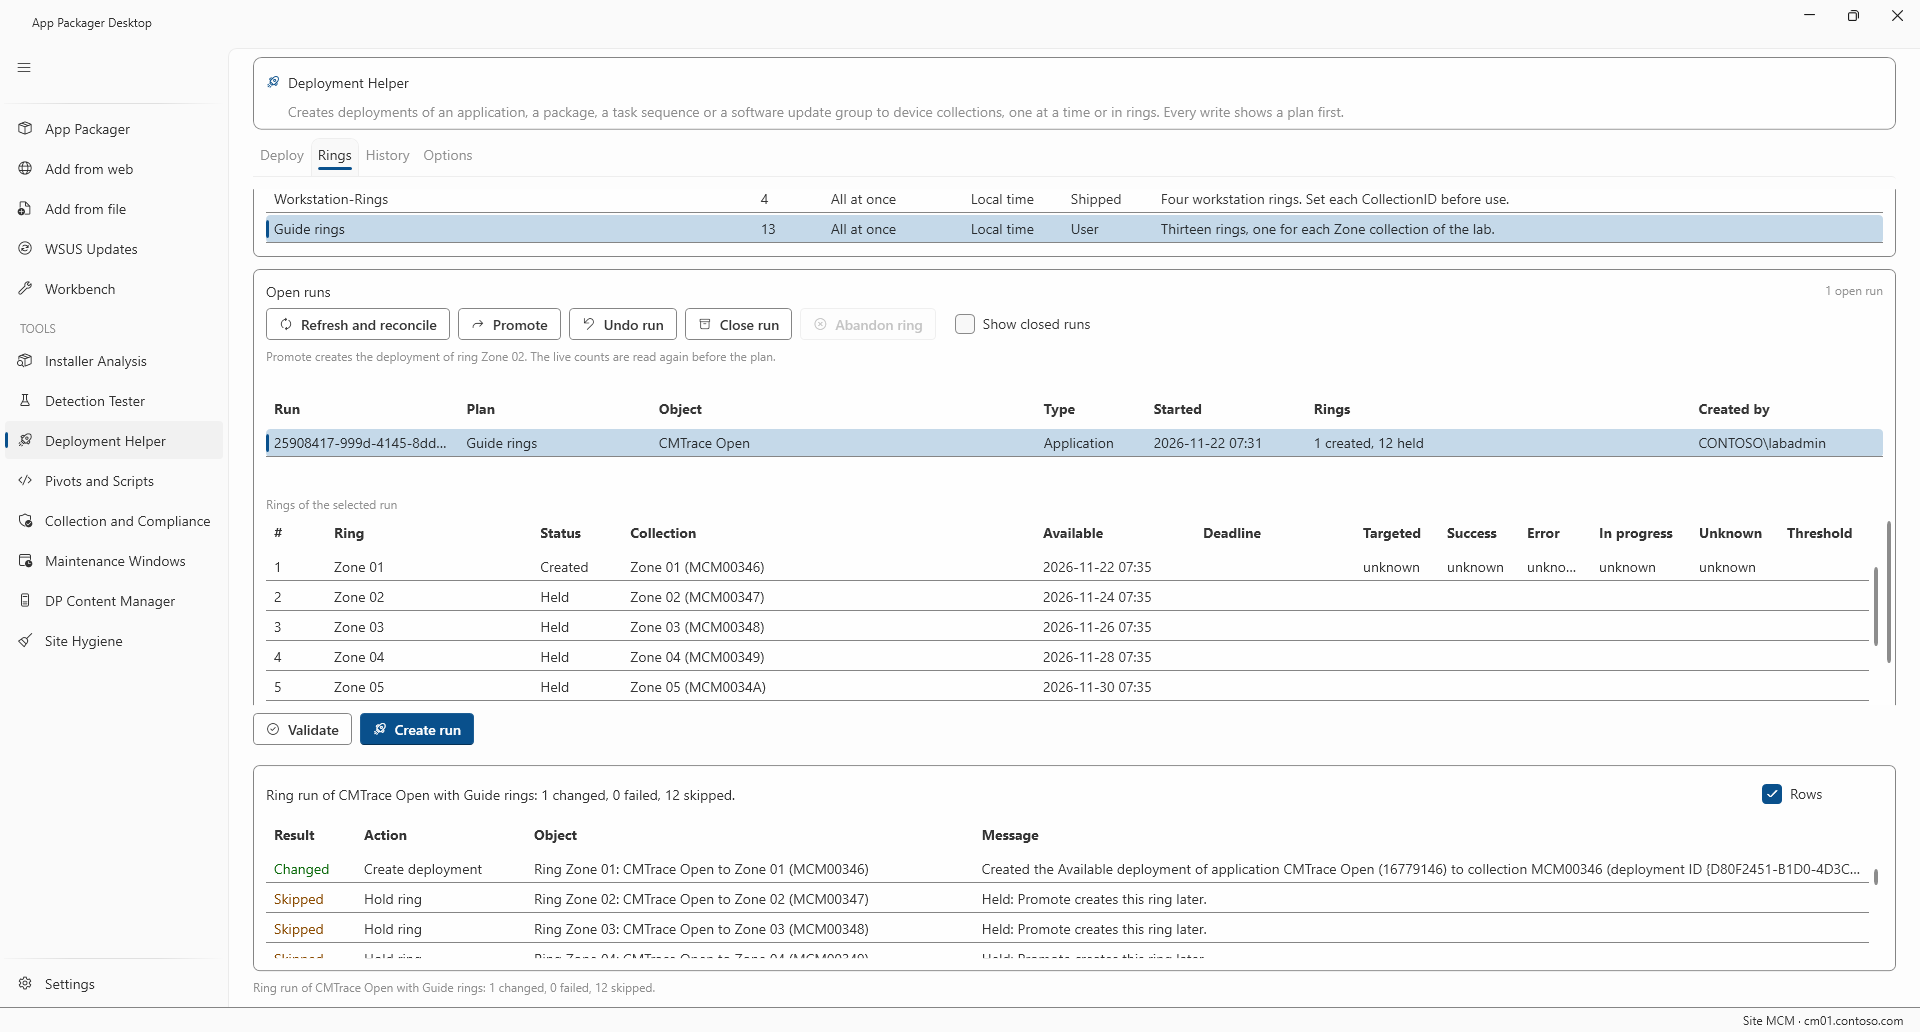 App Packager Desktop
App Packager
Add from web
Add from file
WSUS Updates
Workbench
TOOLS
Installer Analysis
Detection Tester
Deployment Helper
Pivots and Scripts
Collection and Compliance
Maintenance Windows
DP Content Manager
Site Hygiene
Settings
Deployment Helper
Creates deployments of an application, a package, a task sequence or a software update group to device collections, one at a time or in rings. Every write shows a plan first.
Deploy Rings History Options
Workstation-Rings 4 All at once Local time Shipped Four workstation rings. Set each CollectionID before use.
Guide rings 13 All at once Local time User Thirteen rings, one for each Zone collection of the lab.
Open runs 1 open run
Refresh and reconcile Promote Undo run Close run Abandon ring Show closed runs
Promote creates the deployment of ring Zone 02. The live counts are read again before the plan.
Run Plan Object Type Started Rings Created by
25908417-999d-4145-8dd... Guide rings CMTrace Open Application 2026-11-22 07:31 1 created, 12 held CONTOSO\labadmin
Rings of the selected run
# Ring Status Collection Available Deadline Targeted Success Error In progress Unknown Threshold
1 Zone 01 Created Zone 01 (MCM00346) 2026-11-22 07:35 unknown unknown unkno... unknown unknown
2 Zone 02 Held Zone 02 (MCM00347) 2026-11-24 07:35
3 Zone 03 Held Zone 03 (MCM00348) 2026-11-26 07:35
4 Zone 04 Held Zone 04 (MCM00349) 2026-11-28 07:35
5 Zone 05 Held Zone 05 (MCM0034A) 2026-11-30 07:35
Validate Create run
Ring run of CMTrace Open with Guide rings: 1 changed, 0 failed, 12 skipped. Rows
Result Action Object Message
Changed Create deployment Ring Zone 01: CMTrace Open to Zone 01 (MCM00346) Created the Available deployment of application CMTrace Open (16779146) to collection MCM00346 (deployment ID {D80F2451-B1D0-4D3C...
Skipped Hold ring Ring Zone 02: CMTrace Open to Zone 02 (MCM00347) Held: Promote creates this ring later.
Skipped Hold ring Ring Zone 03: CMTrace Open to Zone 03 (MCM00348) Held: Promote creates this ring later.
Skipped Hold ring Ring Zone 04: CMTrace Open to Zone 04 (MCM00349) Held: Promote creates this ring later.
Ring run of CMTrace Open with Guide rings: 1 changed, 0 failed, 12 skipped.
Site MCM · cm01.contoso.com